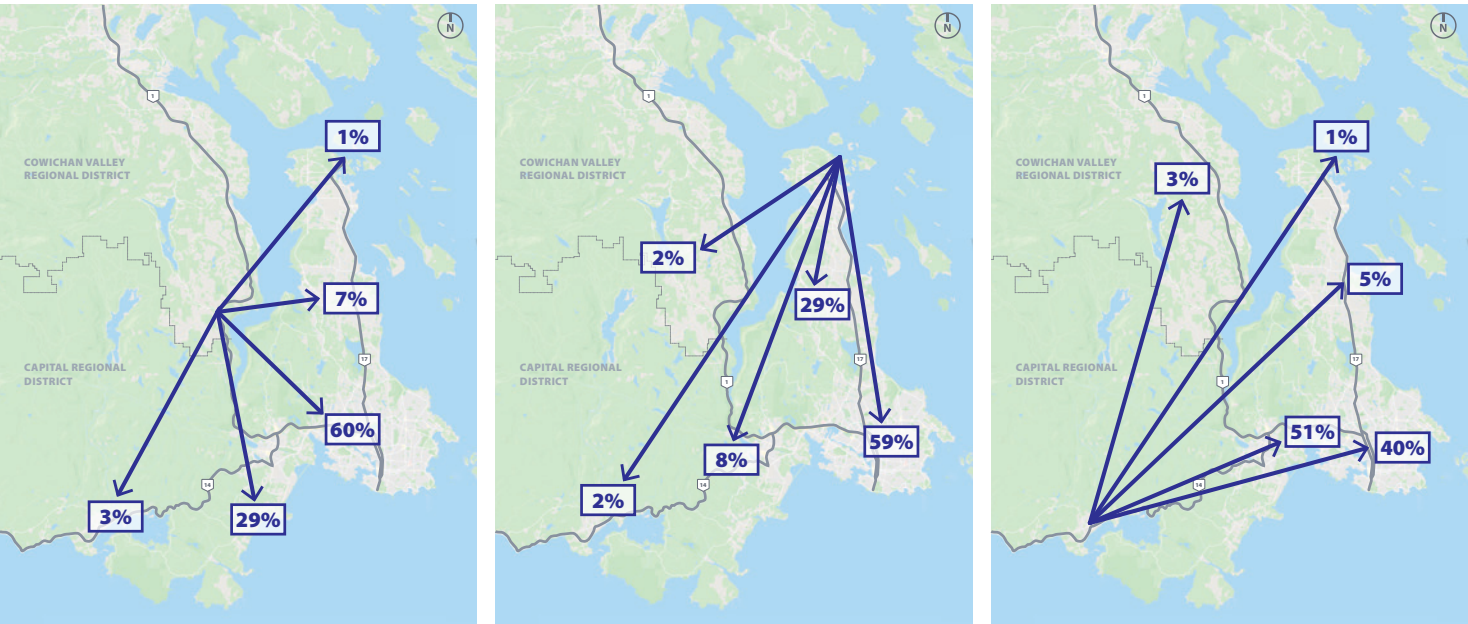 N
1
1%
COWICHAN VALLEY
REGIONAL DISTRICT
7%
17
CAPITAL REGIONAL
DISTRICT
60%
14
3%
29%
N
1
COWICHAN VALLEY
REGIONAL DISTRICT
2%
29%
17
CAPITAL REGIONAL
DISTRICT
1
59%
8%
14
2%
N
1
1%
COWICHAN VALLEY
REGIONAL DISTRICT
3%
5%
17
CAPITAL REGIONAL
DISTRICT
1
51%
40%
14